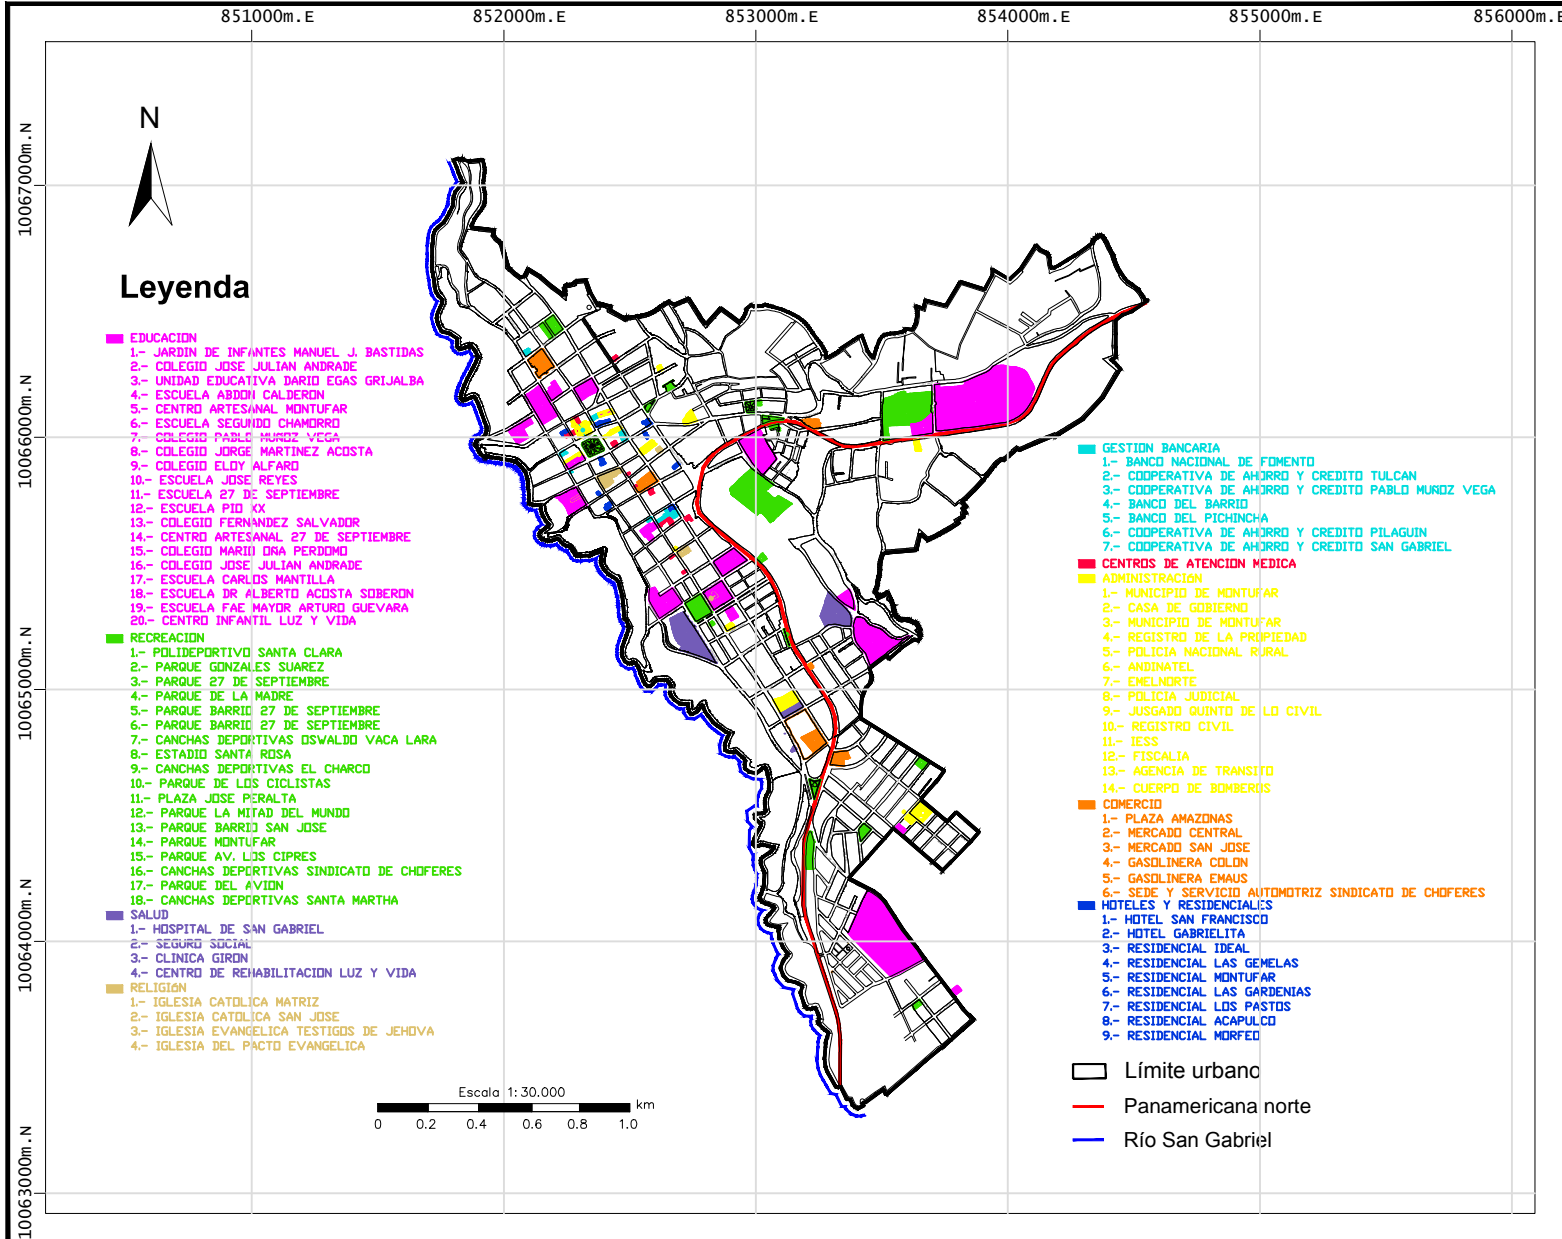 851000m.E 852000m.E 853000m.E 854000m.E 855000m.E 856000m.E
10067000m.N
10066000m.N
10065000m.N
10064000m.N
10063000m.N
N
Leyenda
EDUCACION
1.- JARDIN DE INFANTES MANUEL J. BASTIDAS
2.- COLEGIO JOSE JULIAN ANDRADE
3.- UNIDAD EDUCATIVA DARIO EGAS GRIJALBA
4.- ESCUELA ABDON CALDERON
5.- CENTRO ARTESANAL MONTUFAR
6.- ESCUELA SEGUNDO CHAMORRO
7.- COLEGIO PABLO MUÑOZ VEGA
8.- COLEGIO JORGE MARTINEZ ACOSTA
9.- COLEGIO ELOY ALFARO
10.- ESCUELA JOSE REYES
11.- ESCUELA 27 DE SEPTIEMBRE
12.- ESCUELA PIO XX
13.- COLEGIO FERNANDEZ SALVADOR
14.- CENTRO ARTESANAL 27 DE SEPTIEMBRE
15.- COLEGIO MARIO OÑA PERDOMO
16.- COLEGIO JOSE JULIAN ANDRADE
17.- ESCUELA CARLOS MANTILLA
18.- ESCUELA DR ALBERTO ACOSTA SOBERON
19.- ESCUELA FAE MAYOR ARTURO GUEVARA
20.- CENTRO INFANTIL LUZ Y VIDA
RECREACION
1.- POLIDEPORTIVO SANTA CLARA
2.- PARQUE GONZALES SUAREZ
3.- PARQUE 27 DE SEPTIEMBRE
4.- PARQUE DE LA MADRE
5.- PARQUE BARRIO 27 DE SEPTIEMBRE
6.- PARQUE BARRIO 27 DE SEPTIEMBRE
7.- CANCHAS DEPORTIVAS OSWALDO VACA LARA
8.- ESTADIO SANTA ROSA
9.- CANCHAS DEPORTIVAS EL CHARCO
10.- PARQUE DE LOS CICLISTAS
11.- PLAZA JOSE PERALTA
12.- PARQUE LA MITAD DEL MUNDO
13.- PARQUE BARRIO SAN JOSE
14.- PARQUE MONTUFAR
15.- PARQUE AV. LOS CIPRES
16.- CANCHAS DEPORTIVAS SINDICATO DE CHOFERES
17.- PARQUE DEL AVION
18.- CANCHAS DEPORTIVAS SANTA MARTHA
SALUD
1.- HOSPITAL DE SAN GABRIEL
2.- SEGURO SOCIAL
3.- CLINICA GIRON
4.- CENTRO DE REHABILITACION LUZ Y VIDA
RELIGIóN
1.- IGLESIA CATOLICA MATRIZ
2.- IGLESIA CATOLICA SAN JOSE
3.- IGLESIA EVANGELICA TESTIGOS DE JEHOVA
4.- IGLESIA DEL PACTO EVANGELICA
Escala 1:30.000
km
0 0.2 0.4 0.6 0.8 1.0
GESTION BANCARIA
1.- BANCO NACIONAL DE FOMENTO
2.- COOPERATIVA DE AHORRO Y CREDITO TULCAN
3.- COOPERATIVA DE AHORRO Y CREDITO PABLO MUÑOZ VEGA
4.- BANCO DEL BARRIO
5.- BANCO DEL PICHINCHA
6.- COOPERATIVA DE AHORRO Y CREDITO PILAGUIN
7.- COOPERATIVA DE AHORRO Y CREDITO SAN GABRIEL
CENTROS DE ATENCION MEDICA
ADMINISTRACIóN
1.- MUNICIPIO DE MONTUFAR
2.- CASA DE GOBIERNO
3.- MUNICIPIO DE MONTUFAR
4.- REGISTRO DE LA PROPIEDAD
5.- POLICIA NACIONAL RURAL
6.- ANDINATEL
7.- EMELNORTE
8.- POLICIA JUDICIAL
9.- JUSGADO QUINTO DE LO CIVIL
10.- REGISTRO CIVIL
11.- IESS
12.- FISCALIA
13.- AGENCIA DE TRANSITO
14.- CUERPO DE BOMBEROS
COMERCIO
1.- PLAZA AMAZONAS
2.- MERCADO CENTRAL
3.- MERCADO SAN JOSE
4.- GASOLINERA COLON
5.- GASOLINERA EMAUS
6.- SEDE Y SERVICIO AUTOMOTRIZ SINDICATO DE CHOFERES
HOTELES Y RESIDENCIALES
1.- HOTEL SAN FRANCISCO
2.- HOTEL GABRIELITA
3.- RESIDENCIAL IDEAL
4.- RESIDENCIAL LAS GEMELAS
5.- RESIDENCIAL MONTUFAR
6.- RESIDENCIAL LAS GARDENIAS
7.- RESIDENCIAL LOS PASTOS
8.- RESIDENCIAL ACAPULCO
9.- RESIDENCIAL MORFEO
Límite urbano
Panamericana norte
Río San Gabriel